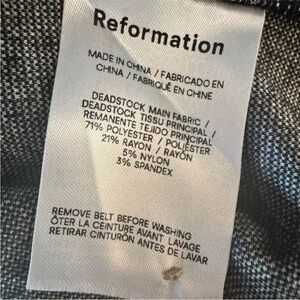 Reformation
MADE IN CHINA / FABRICADO EN
CHINA / FABRIQUÉ EN CHINE
DEADSTOCK MAIN FABRIC /
DEADSTOCK TISSU PRINCIPAL /
REMANENTE TEJIDO PRINCIPAL
71% POLYESTER / POLIÉSTER
21% RAYON / RAYÓN
5% NYLON
3% SPANDEX
REMOVE BELT BEFORE WASHING
ÔTER LA CEINTURE AVANT LAVAGE
RETIRAR CINTURÓN ANTES DE LAVAR